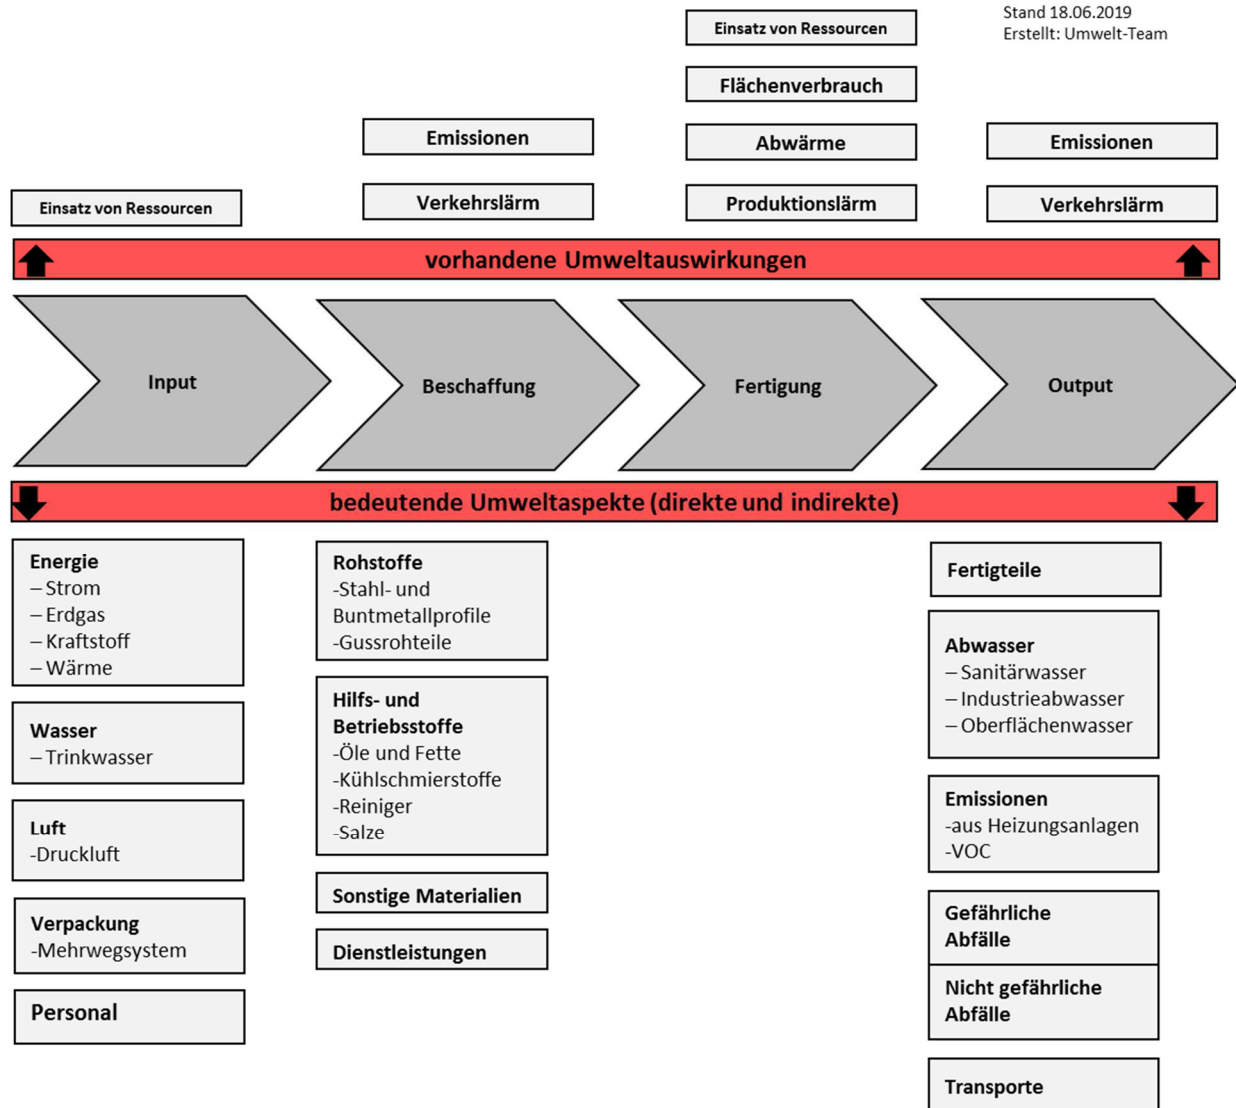 Stand 18.06.2019
Erstellt: Umwelt-Team
Einsatz von Ressourcen
Flächenverbrauch
Emissionen
Abwärme
Emissionen
Einsatz von Ressourcen
Verkehrslärm
Produktionslärm
Verkehrslärm
vorhandene Umweltauswirkungen
Input
Beschaffung
Fertigung
Output
bedeutende Umweltaspekte (direkte und indirekte)
Energie
– Strom
– Erdgas
– Kraftstoff
– Wärme
Wasser
– Trinkwasser
Luft
-Druckluft
Verpackung
-Mehrwegsystem
Personal
Rohstoffe
-Stahl- und
Buntmetallprofile
-Gussrohteile
Hilfs- und
Betriebsstoffe
-Öle und Fette
-Kühlschmierstoffe
-Reiniger
-Salze
Sonstige Materialien
Dienstleistungen
Fertigteile
Abwasser
– Sanitärwasser
– Industrieabwasser
– Oberflächenwasser
Emissionen
-aus Heizungsanlagen
-VOC
Gefährliche
Abfälle
Nicht gefährliche
Abfälle
Transporte